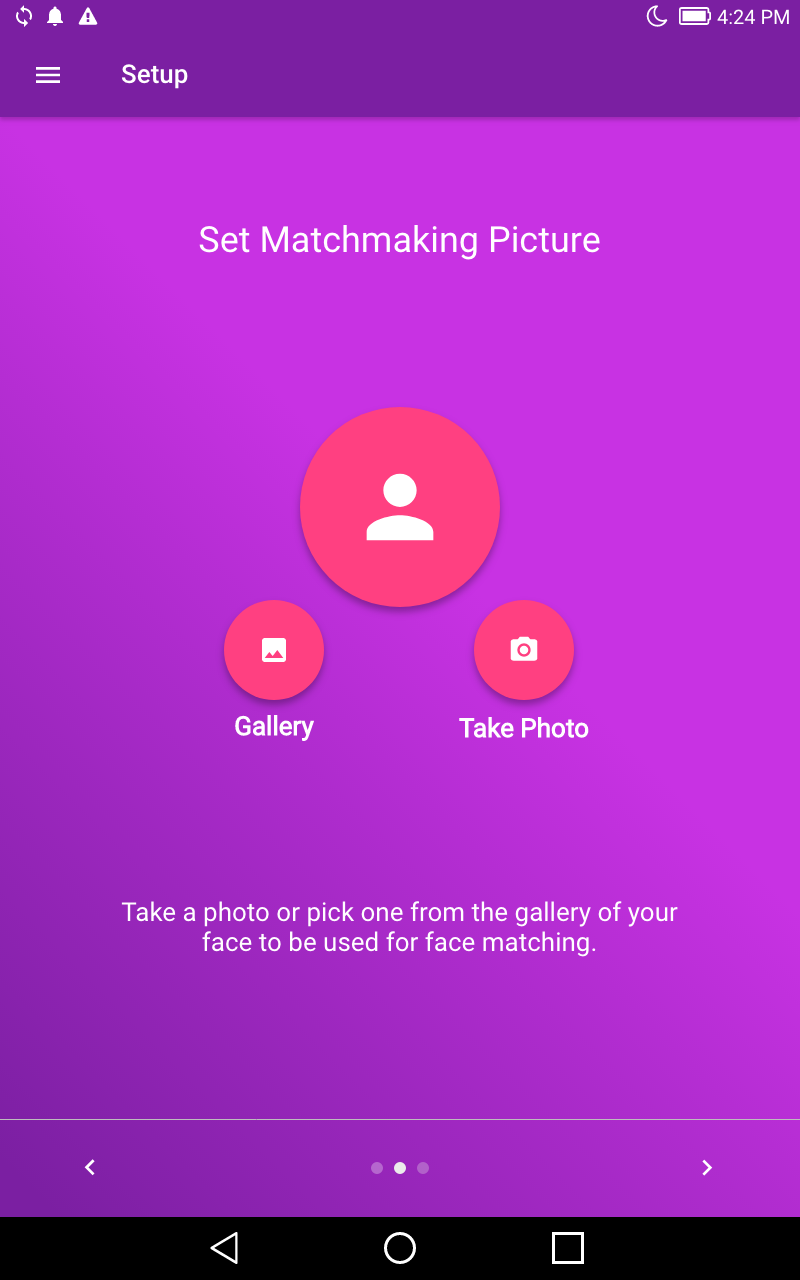 4:24 PM
Setup
Set Matchmaking Picture
Gallery
Take Photo
Take a photo or pick one from the gallery of your
face to be used for face matching.